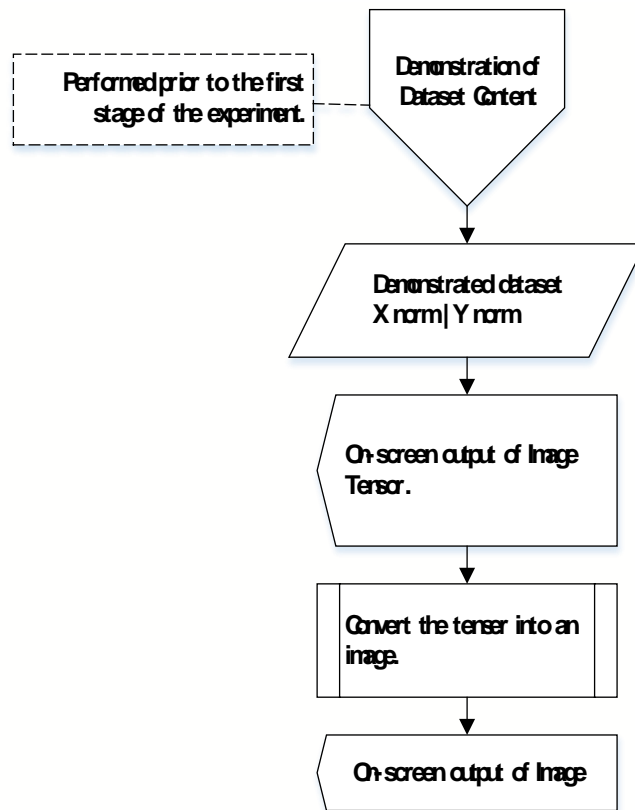 Demonstration of
Dataset Content
Performed prior to the first
stage of the experiment.
Demonstrated dataset
X norm | Y norm
On-screen output of Image
Tensor.
Convert the tenser into an
image.
On-screen output of Image